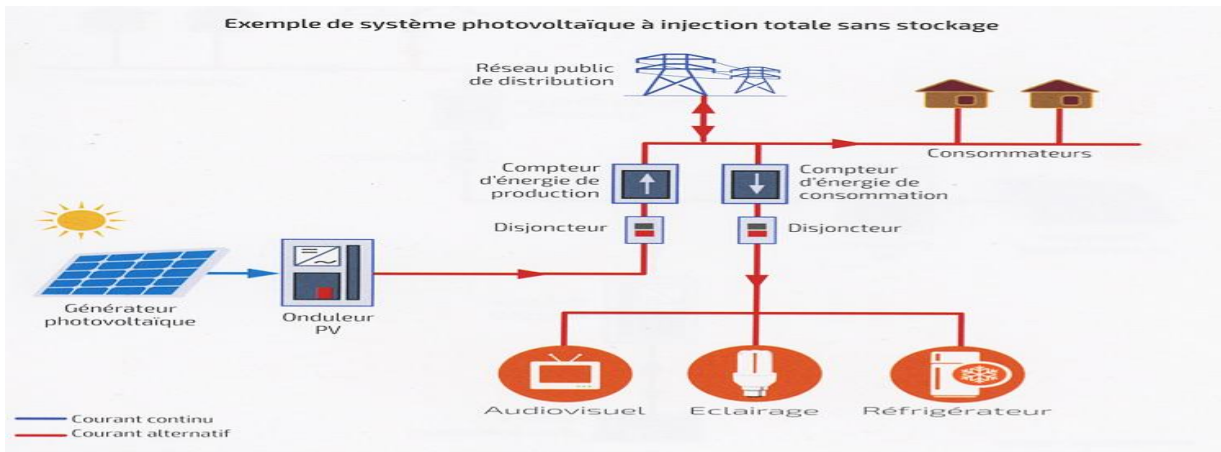 Exemple de système photovoltaïque à injection totale sans stockage
Réseau public
de distribution
Consommateurs
Compteur
d'énergie de
production
Compteur
d'énergie de
consommation
Disjoncteur
Disjoncteur
Générateur
photovoltaïque
Onduleur
PV
Audiovisuel
Eclairage
Réfrigérateur
Courant continu
Courant alternatif